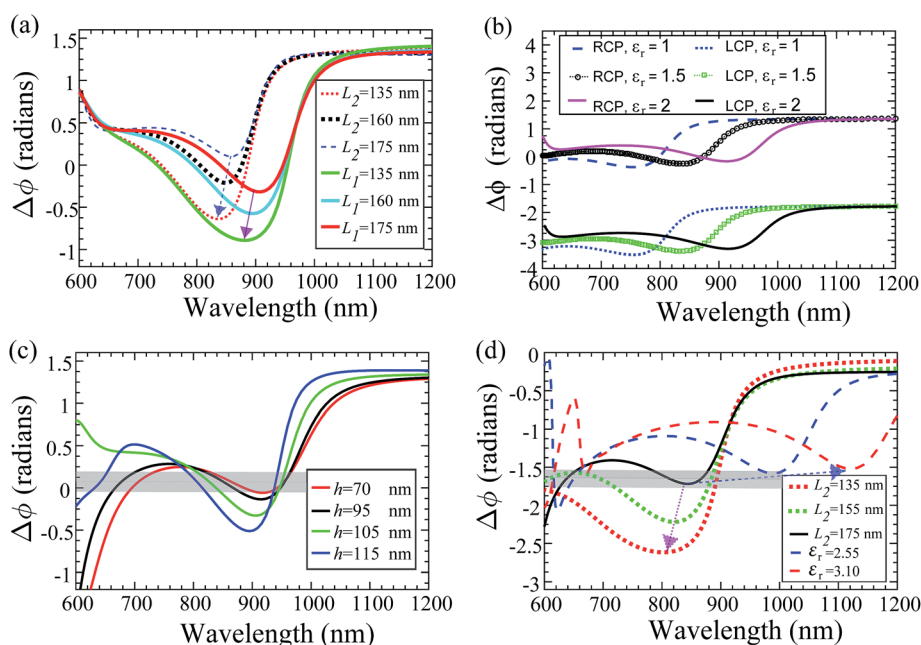 (a)
Δϕ (radians)
1.5
1
0.5
0
-0.5
-1
L2=135 nm
L2=160 nm
L2=175 nm
L1=135 nm
L1=160 nm
L1=175 nm
600 700 800 900 1000 1100 1200
Wavelength (nm)
(b)
Δϕ (radians)
4
3
2
1
0
-1
-2
-3
-4
RCP, εr = 1
LCP, εr = 1
RCP, εr = 1.5
LCP, εr = 1.5
RCP, εr = 2
LCP, εr = 2
600 700 800 900 1000 1100 1200
Wavelength (nm)
(c)
Δϕ (radians)
1.5
1
0.5
0
-0.5
-1
h=70 nm
h=95 nm
h=105 nm
h=115 nm
600 700 800 900 1000 1100 1200
Wavelength (nm)
(d)
Δϕ (radians)
0
-0.5
-1
-1.5
-2
-2.5
-3
L2=135 nm
L2=155 nm
L2=175 nm
εr=2.55
εr=3.10
600 700 800 900 1000 1100 1200
Wavelength (nm)